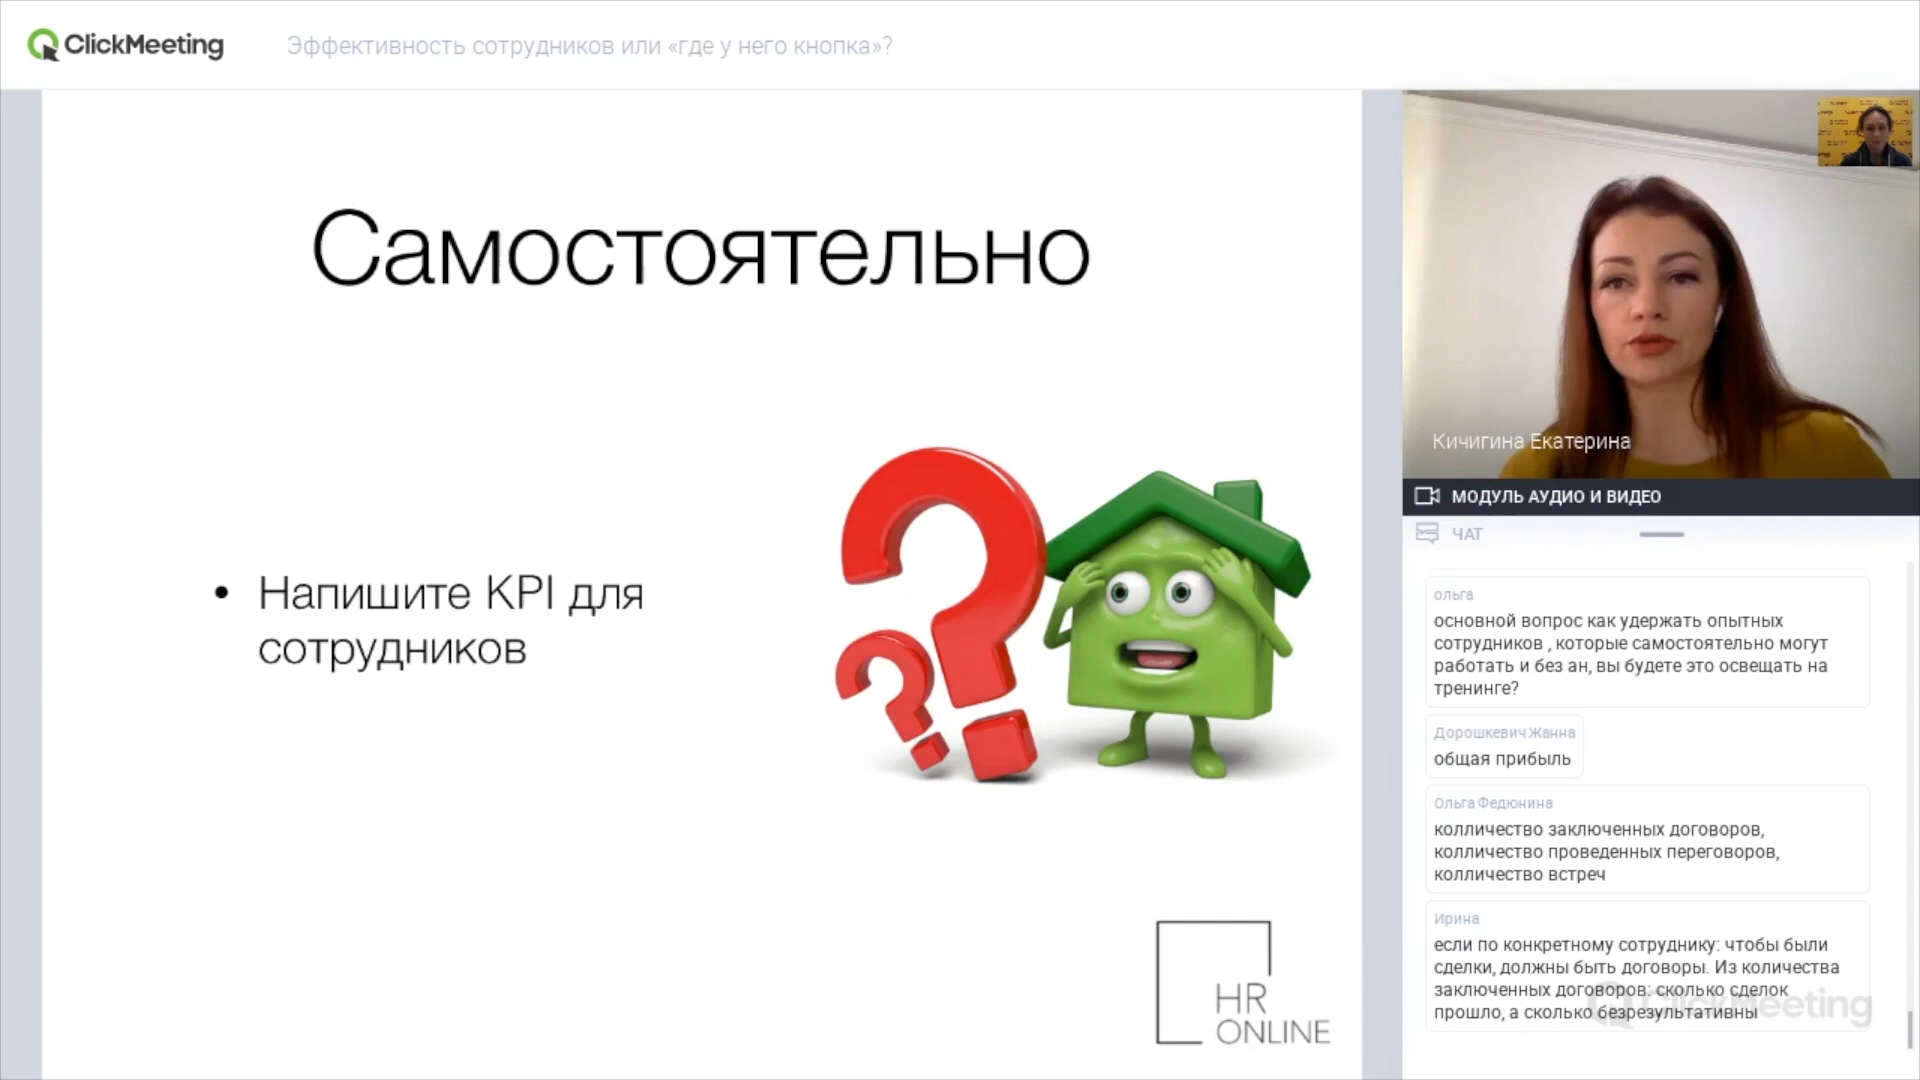 ClickMeeting
Эффективность сотрудников или «где у него кнопка»?
Самостоятельно
• Напишите KPI для
сотрудников
HR
ONLINE
Кичигина Екатерина
МОДУЛЬ АУДИО И ВИДЕО
ЧАТ
ольга
основной вопрос как удержать опытных
сотрудников , которые самостоятельно могут
работать и без ан, вы будете это освещать на
тренинге?
Дорошкевич Жанна
общая прибыль
Ольга Федюнина
колличество заключенных договоров,
колличество проведенных переговоров,
колличество встреч
Ирина
если по конкретному сотруднику: чтобы были
сделки, должны быть договоры. Из количества
заключенных договоров: сколько сделок
прошло, а сколько безрезультативны
ClickMeeting